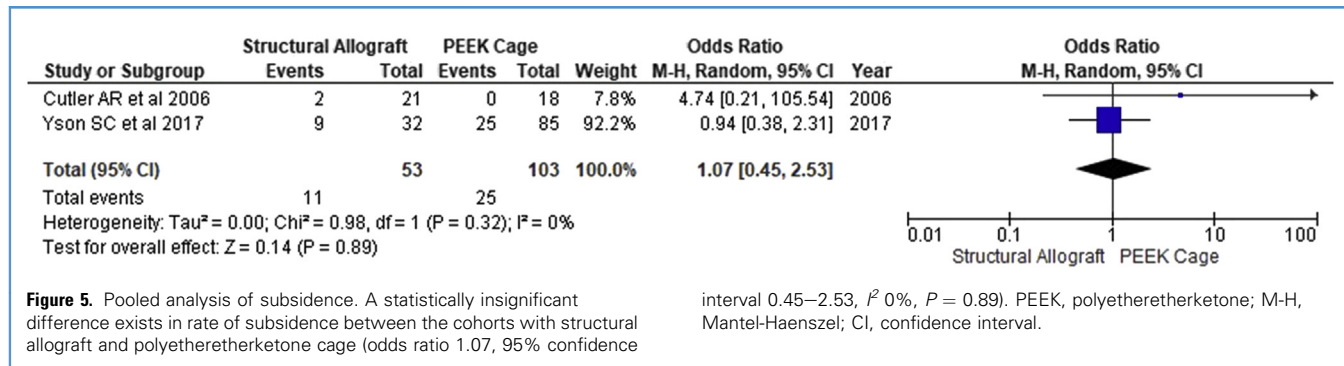 Structural Allograft PEEK Cage Odds Ratio Odds Ratio
Study or Subgroup Events Total Events Total Weight M-H, Random, 95% CI Year M-H, Random, 95% CI
Cutler AR et al 2006 2 21 0 18 7.8% 4.74 [0.21, 105.54] 2006
Yson SC et al 2017 9 32 25 85 92.2% 0.94 [0.38, 2.31] 2017
Total (95% CI) 53 103 100.0% 1.07 [0.45, 2.53]
Total events 11 25
Heterogeneity: Tau² = 0.00; Chi² = 0.98, df = 1 (P = 0.32); I² = 0%
Test for overall effect: Z = 0.14 (P = 0.89)
0.01 0.1 1 10 100
Structural Allograft PEEK Cage
Figure 5. Pooled analysis of subsidence. A statistically insignificant
difference exists in rate of subsidence between the cohorts with structural
allograft and polyetheretherketone cage (odds ratio 1.07, 95% confidence
interval 0.45–2.53, I² 0%, P = 0.89). PEEK, polyetheretherketone; M-H,
Mantel-Haenszel; CI, confidence interval.